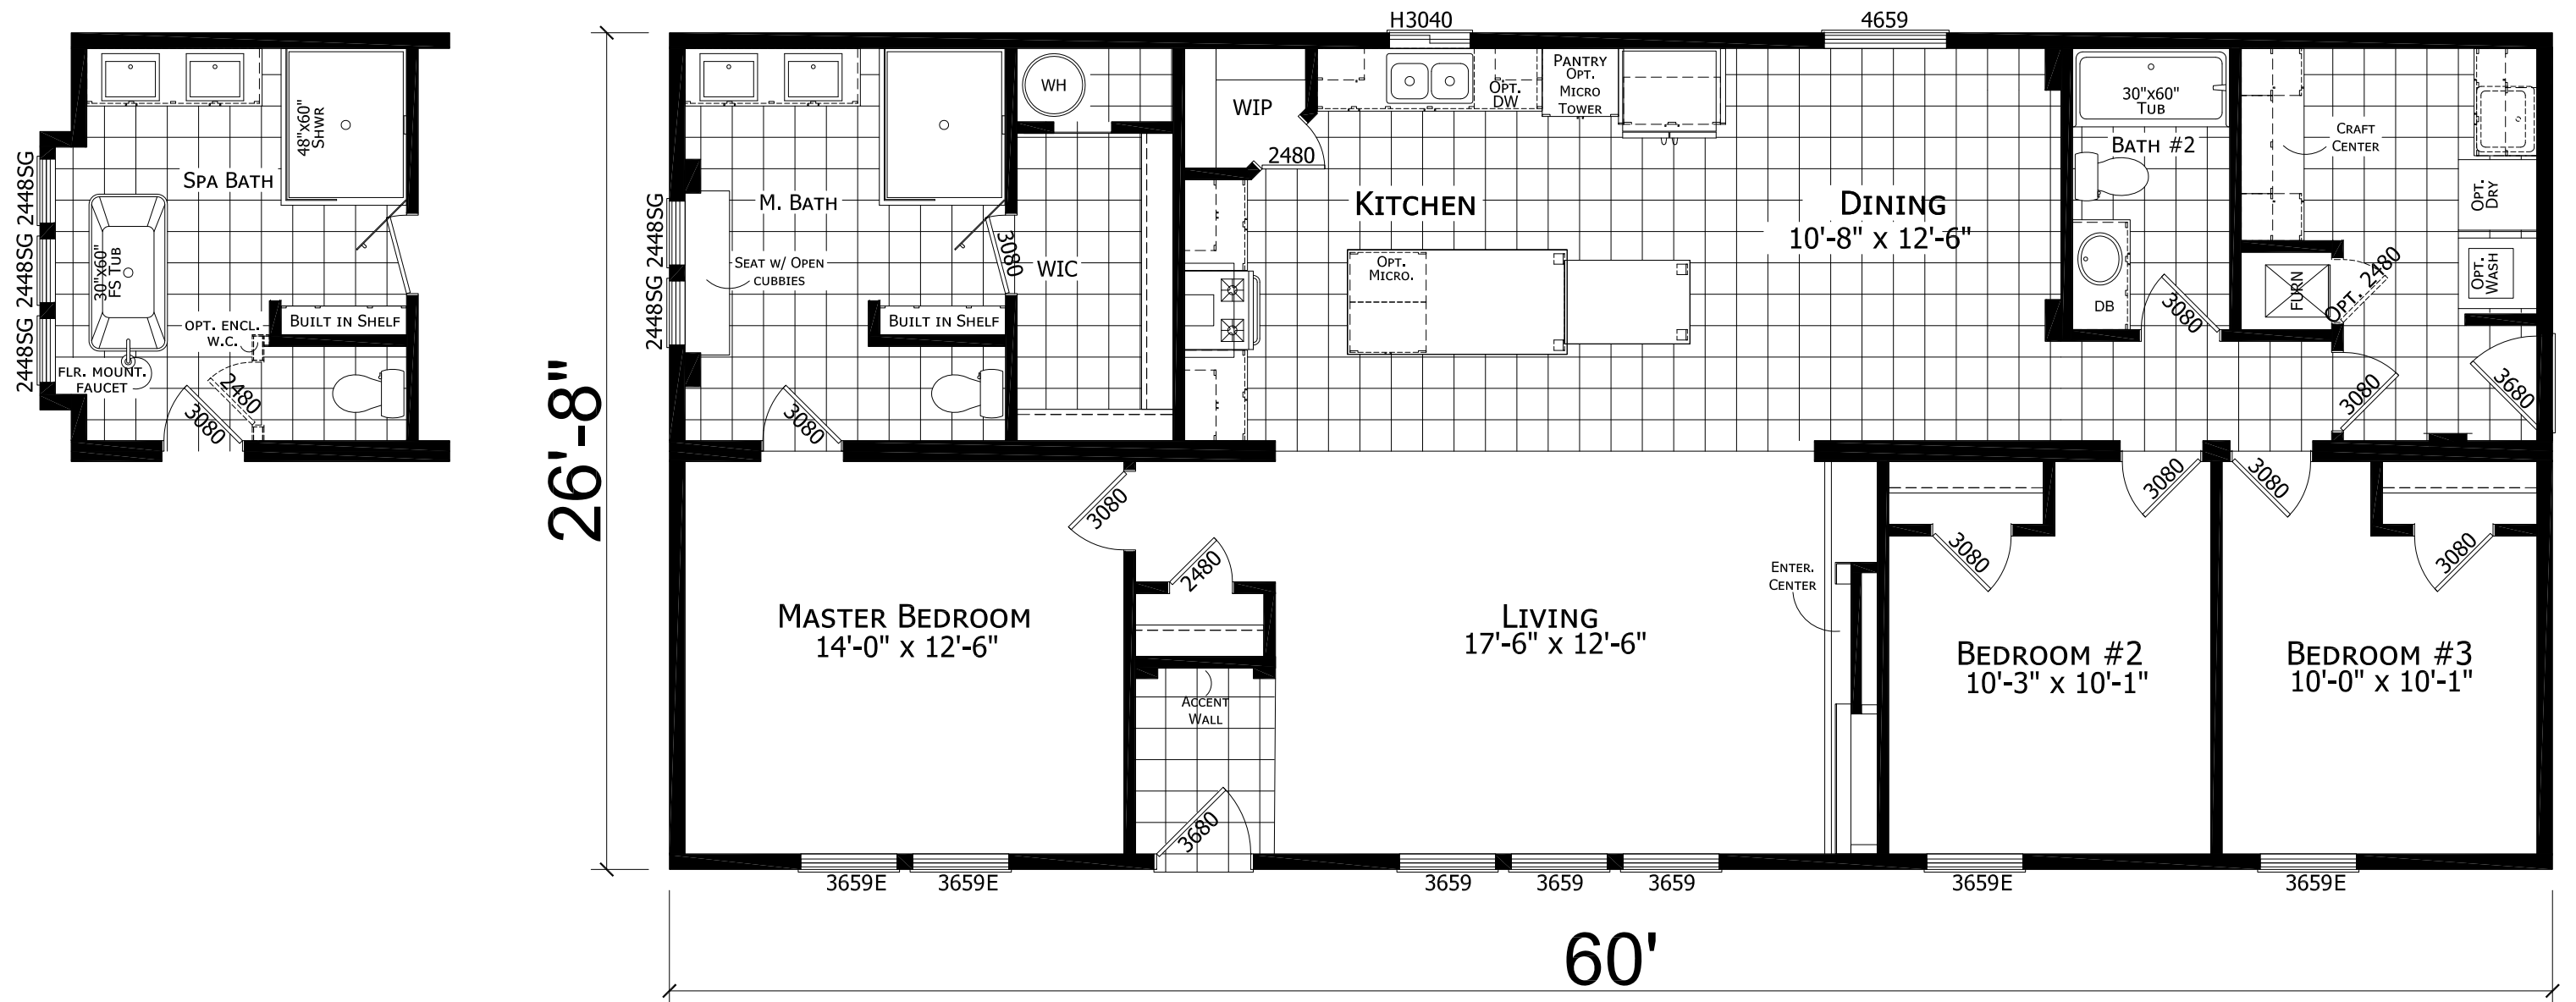 2448SG
2448SG
2448SG
48"x60"
SHWR
SPA BATH
30"x60"
FS TUB
OPT. ENCL.
W.C.
BUILT IN SHELF
FLR. MOUNT.
FAUCET
2480
3080
26'-8"
H3040
4659
WH
M. BATH
2448SG
2448SG
SEAT W/ OPEN
CUBBIES
3080
WIC
BUILT IN SHELF
3080
WIP
2480
OPT.
DW
PANTRY
OPT.
MICRO
TOWER
KITCHEN
OPT.
MICRO.
DINING
10'-8" X 12'-6"
30"x60"
TUB
BATH #2
DB
3080
CRAFT
CENTER
OPT.
DRY
OPT.
WASH
FURN
OPT. 2480
3080
3680
3080
2480
MASTER BEDROOM
14'-0" X 12'-6"
ACCENT
WALL
3680
LIVING
17'-6" X 12'-6"
ENTER.
CENTER
3080
3080
BEDROOM #2
10'-3" X 10'-1"
3080
3080
BEDROOM #3
10'-0" X 10'-1"
3659E
3659E
3659
3659
3659
3659E
3659E
60'